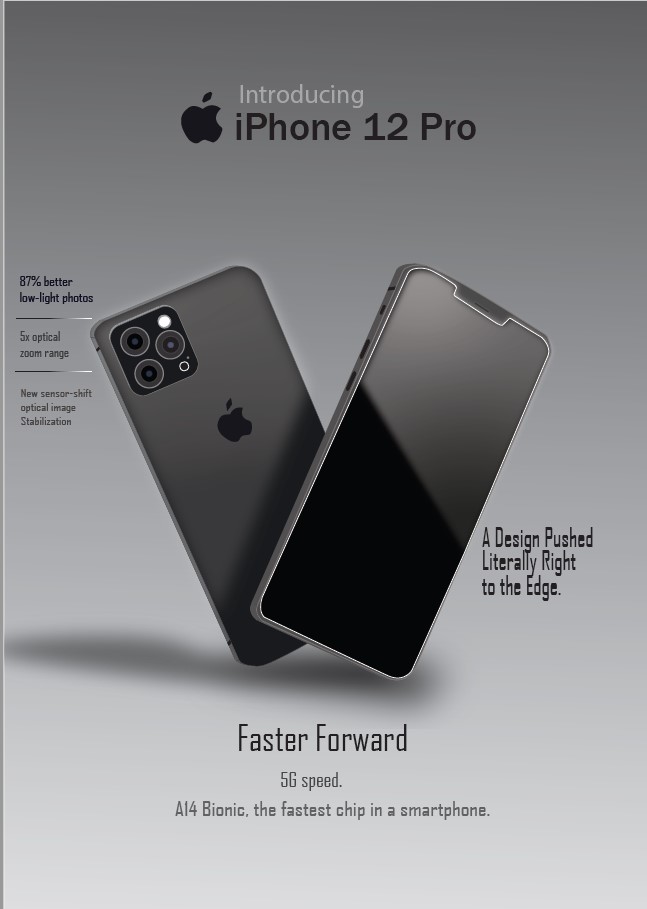 Introducing
iPhone 12 Pro
87% better
low-light photos
5x optical
zoom range
New sensor-shift
optical image
Stabilization
A Design Pushed
Literally Right
to the Edge.
Faster Forward
5G speed.
A14 Bionic, the fastest chip in a smartphone.